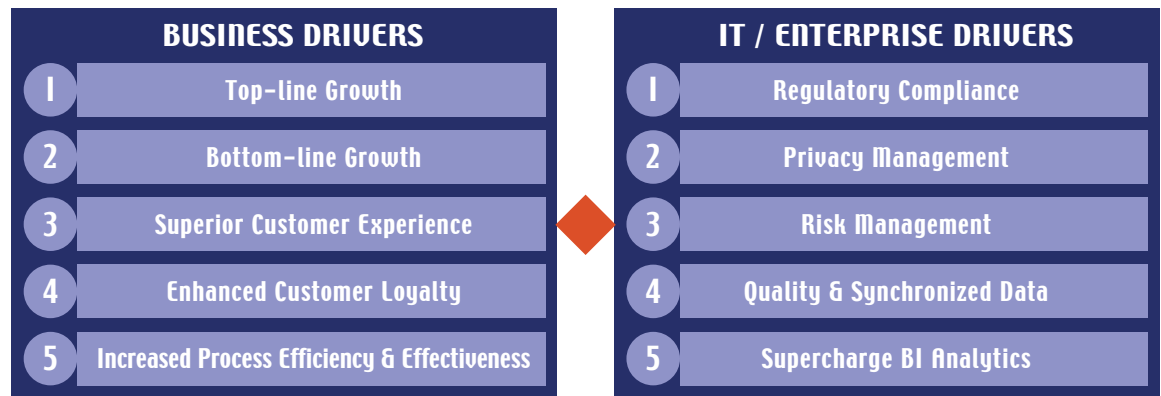 BUSINESS DRIVERS
1 Top-line Growth
2 Bottom-line Growth
3 Superior Customer Experience
4 Enhanced Customer Loyalty
5 Increased Process Efficiency & Effectiveness
IT / ENTERPRISE DRIVERS
1 Regulatory Compliance
2 Privacy Management
3 Risk Management
4 Quality & Synchronized Data
5 Supercharge BI Analytics